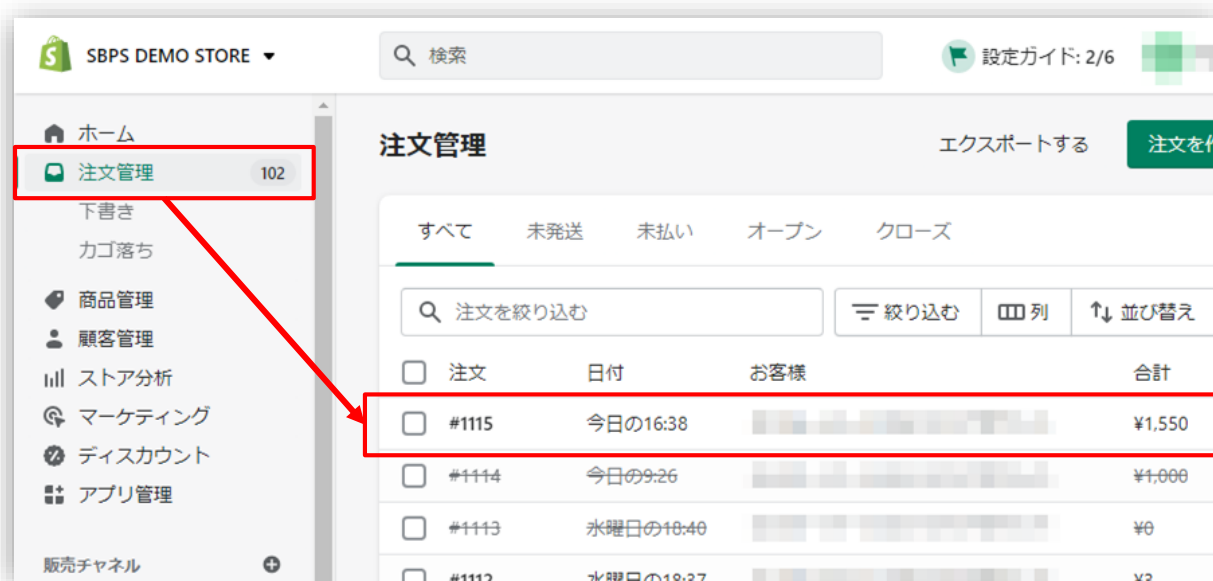 SBPS DEMO STORE
検索
設定ガイド: 2/6
ホーム
注文管理 102
下書き
カゴ落ち
商品管理
顧客管理
ストア分析
マーケティング
ディスカウント
アプリ管理
販売チャネル
注文管理
エクスポートする
注文を作
すべて 未発送 未払い オープン クローズ
注文を絞り込む
絞り込む 列 並び替え
注文 日付 お客様 合計
#1115 今日の16:38 ¥1,550
#1114 今日の9:26 ¥1,000
#1113 水曜日の18:40 ¥0
#1112 水曜日の18:37 ¥3